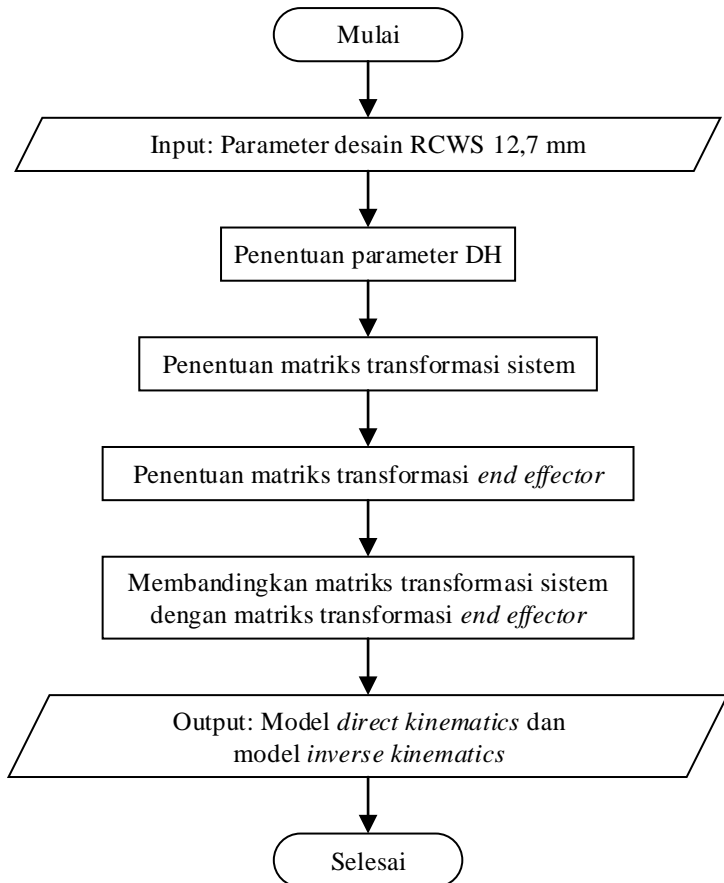 Mulai
Input: Parameter desain RCWS 12,7 mm
Penentuan parameter DH
Penentuan matriks transformasi sistem
Penentuan matriks transformasi end effector
Membandingkan matriks transformasi sistem
dengan matriks transformasi end effector
Output: Model direct kinematics dan
model inverse kinematics
Selesai